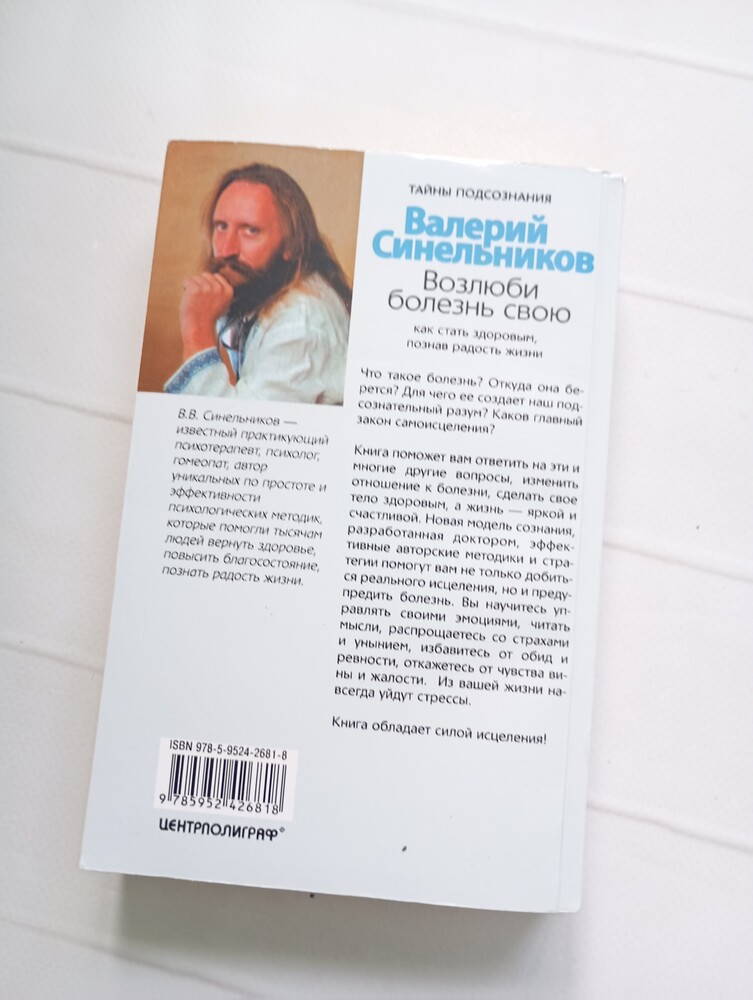 ТАЙНЫ ПОДСОЗНАНИЯ
Валерий
Синельников
Возлюби
болезнь свою
как стать здоровым,
познав радость жизни
Что такое болезнь? Откуда она бе-
рется? Для чего ее создает наш под-
сознательный разум? Каков главный
закон самоисцеления?
Книга поможет вам ответить на эти и
многие другие вопросы, изменить
отношение к болезни, сделать свое
тело здоровым, а жизнь — яркой и
счастливой. Новая модель сознания,
разработанная доктором, эффек-
тивные авторские методики и стра-
тегии помогут вам не только добить-
ся реального исцеления, но и преду-
предить болезнь. Вы научитесь уп-
равлять своими эмоциями, читать
мысли, распрощаетесь со страхами
и унынием, избавитесь от обид и
ревности, откажетесь от чувства ви-
ны и жалости. Из вашей жизни на-
всегда уйдут стрессы.
Книга обладает силой исцеления!
В.В. Синельников —
известный практикующий
психотерапевт, психолог,
гомеопат, автор
уникальных по простоте и
эффективности
психологических методик,
которые помогли тысячам
людей вернуть здоровье,
повысить благосостояние,
познать радость жизни.
ISBN 978-5-9524-2681-8
9 785952 426818
ЦЕНТРПОЛИГРАФ®